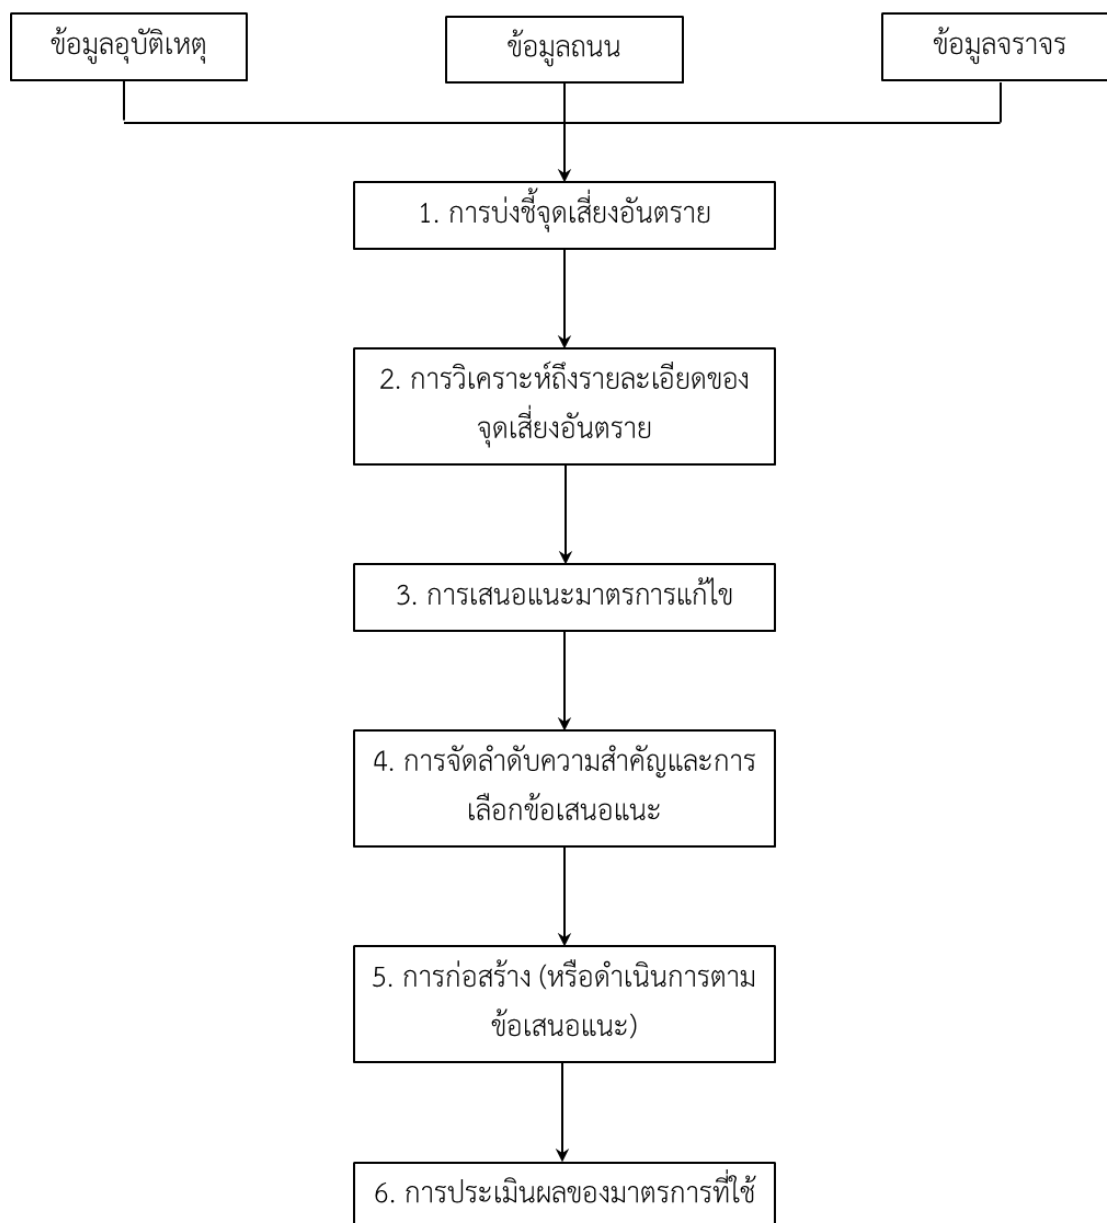 ข้อมูลอุบัติเหตุ
ข้อมูลถนน
ข้อมูลจราจร
1. การบ่งชี้จุดเสี่ยงอันตราย
2. การวิเคราะห์ถึงรายละเอียดของ
จุดเสี่ยงอันตราย
3. การเสนอแนะมาตรการแก้ไข
4. การจัดลำดับความสำคัญและการ
เลือกข้อเสนอแนะ
5. การก่อสร้าง (หรือดำเนินการตาม
ข้อเสนอแนะ)
6. การประเมินผลของมาตรการที่ใช้